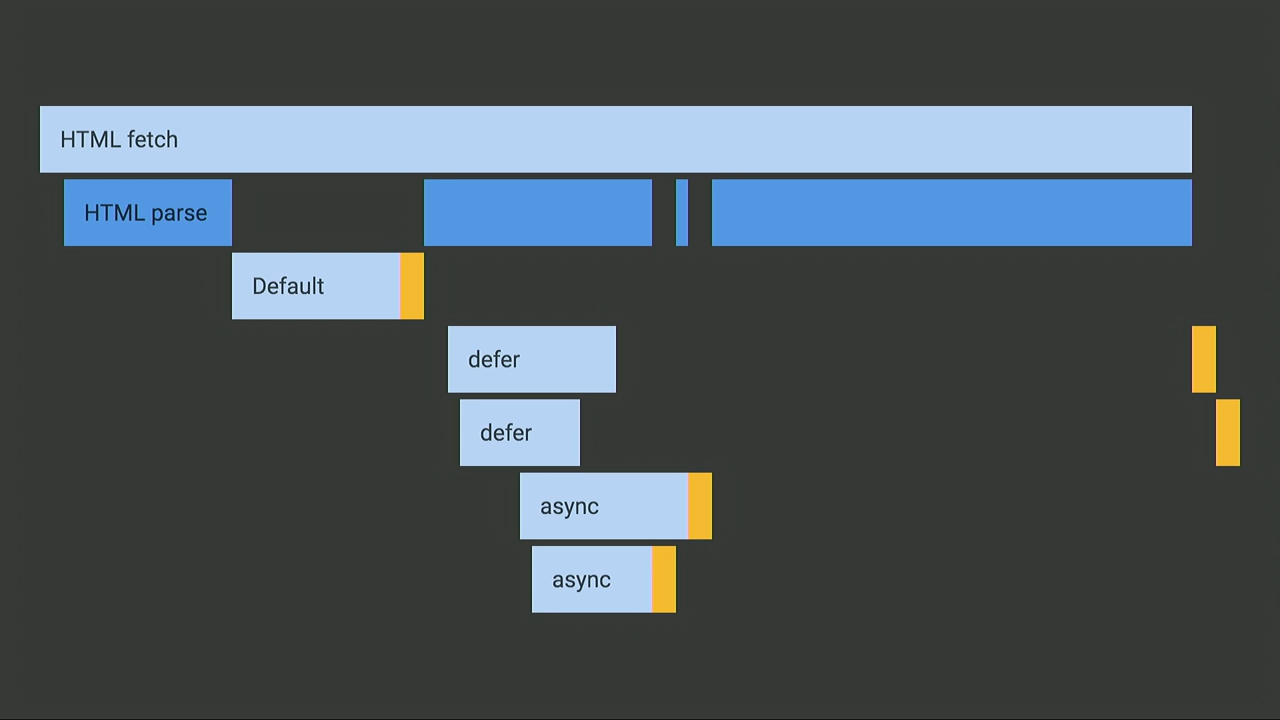 HTML fetch
HTML parse
Default
defer
defer
async
async